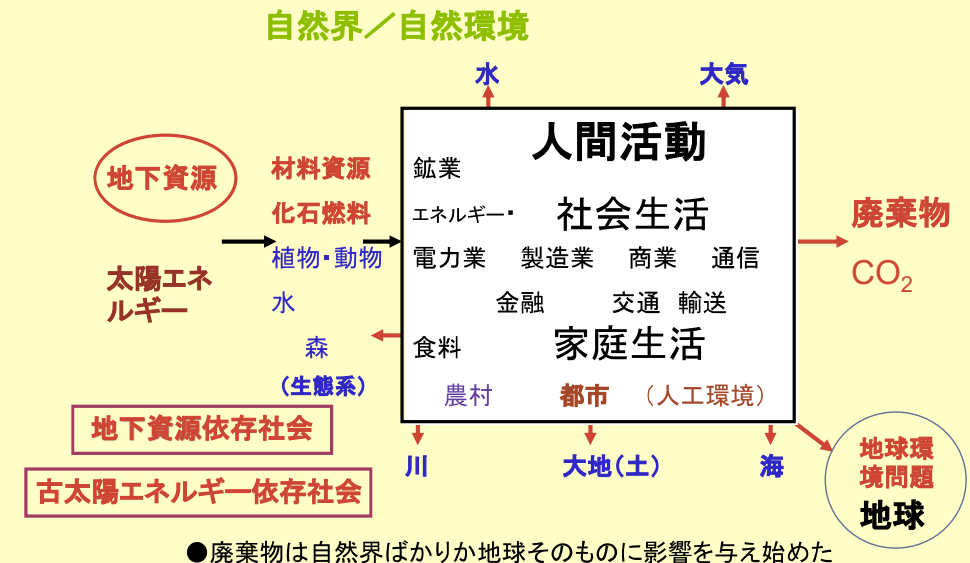 自然界／自然環境
水
大気
人間活動
地下資源
材料資源
鉱業
化石燃料
エネルギー・
社会生活
廃棄物
植物・動物
電力業
製造業
商業
通信
太陽エネ
ルギー
CO2
水
金融
交通
輸送
森
食料
家庭生活
（生態系）
農村
都市
（人工環境）
地下資源依存社会
古太陽エネルギー依存社会
川
大地（土）
海
地球環
境問題
地球
●廃棄物は自然界ばかりか地球そのものに影響を与え始めた